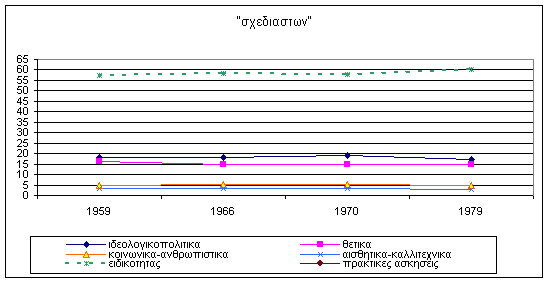 "σχεδιαστων"
65
60
55
50
45
40
35
30
25
20
15
10
5
0
1959 1966 1970 1979
ιδεολογικοπολιτικα θετικα
κοινωνικα-ανθρωπιστικα αισθητικα-καλλιτεχνικα
ειδικοτητας πρακτικες ασκησεις